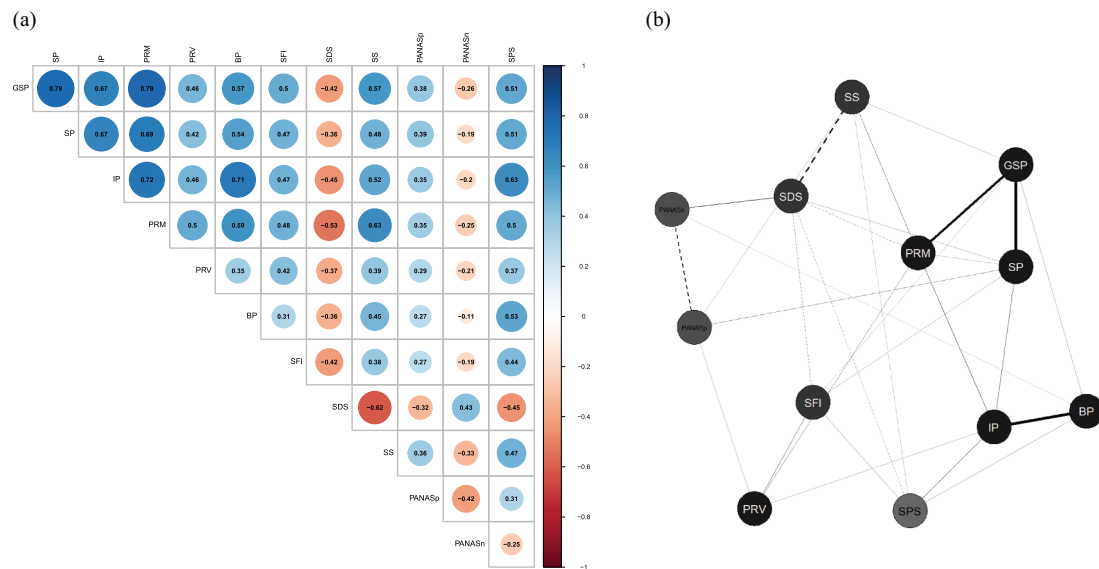 (a)
(b)
SP IP PRM PRV BP SFI SDS SS PANASp PANASn SPS
GSP 0.78 0.67 0.79 0.46 0.57 0.5 −0.42 0.57 0.38 −0.26 0.51
SP 0.67 0.69 0.42 0.54 0.47 −0.36 0.48 0.39 −0.19 0.51
IP 0.72 0.46 0.71 0.47 −0.45 0.52 0.35 −0.2 0.63
PRM 0.5 0.59 0.48 −0.53 0.63 0.35 −0.25 0.5
PRV 0.35 0.42 −0.37 0.39 0.29 −0.21 0.37
BP 0.31 −0.36 0.45 0.27 −0.11 0.53
SFI −0.42 0.38 0.27 −0.19 0.44
SDS −0.62 −0.32 0.43 −0.45
SS 0.36 −0.33 0.47
PANASp −0.42 0.31
PANASn −0.25
1
0.8
0.6
0.4
0.2
0
−0.2
−0.4
−0.6
−0.8
−1
SS
GSP
SDS
PANASn
PRM
SP
PANASp
SFI
BP
IP
PRV
SPS